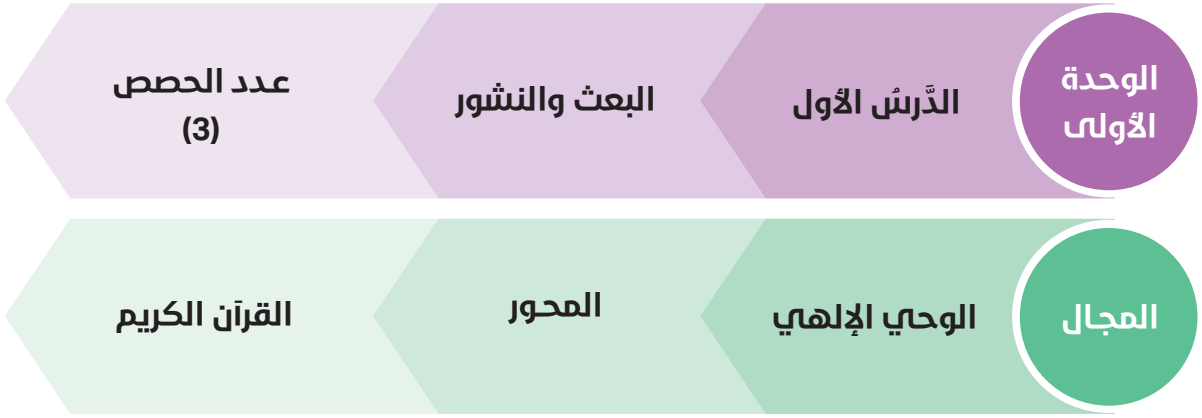 الوحدة
الأولى
الدَّرسُ الأول
البعث والنشور
عدد الحصص
(3)
المجال
الوحي الإلهي
المحور
القرآن الكريم